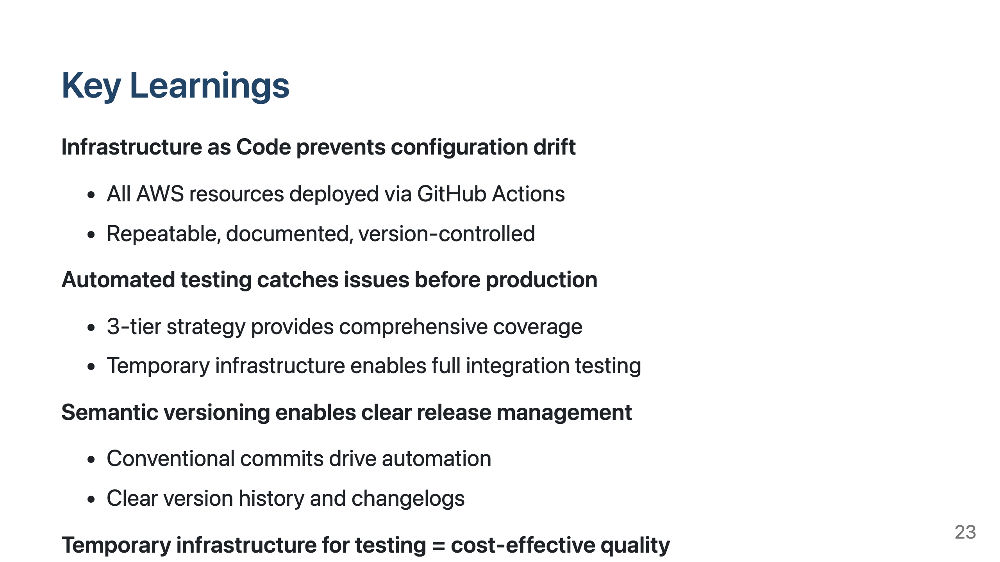 Key Learnings
Infrastructure as Code prevents configuration drift
• All AWS resources deployed via GitHub Actions
• Repeatable, documented, version-controlled
Automated testing catches issues before production
• 3-tier strategy provides comprehensive coverage
• Temporary infrastructure enables full integration testing
Semantic versioning enables clear release management
• Conventional commits drive automation
• Clear version history and changelogs
Temporary infrastructure for testing = cost-effective quality
23